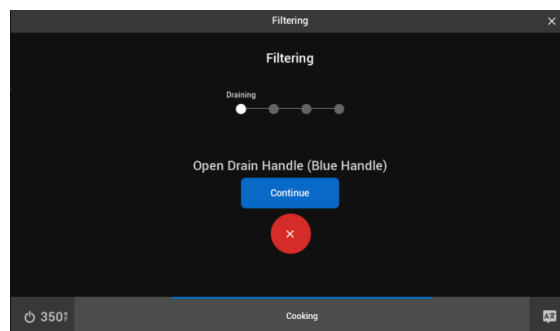 Filtering
Filtering
Draining
Open Drain Handle (Blue Handle)
Continue
350°F
Cooking